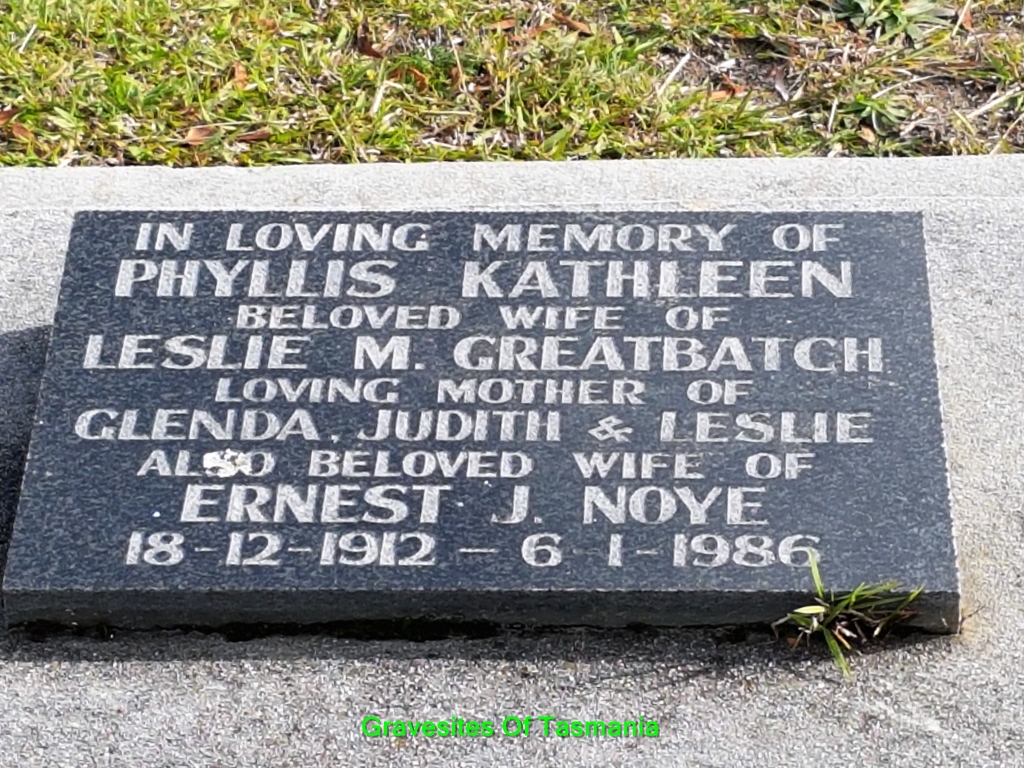 IN LOVING MEMORY OF
PHYLLIS KATHLEEN
BELOVED WIFE OF
LESLIE M. GREATBATCH
LOVING MOTHER OF
GLENDA, JUDITH & LESLIE
ALSO BELOVED WIFE OF
ERNEST J. NOYE
18-12-1912 - 6-1-1986
Gravesites Of Tasmania